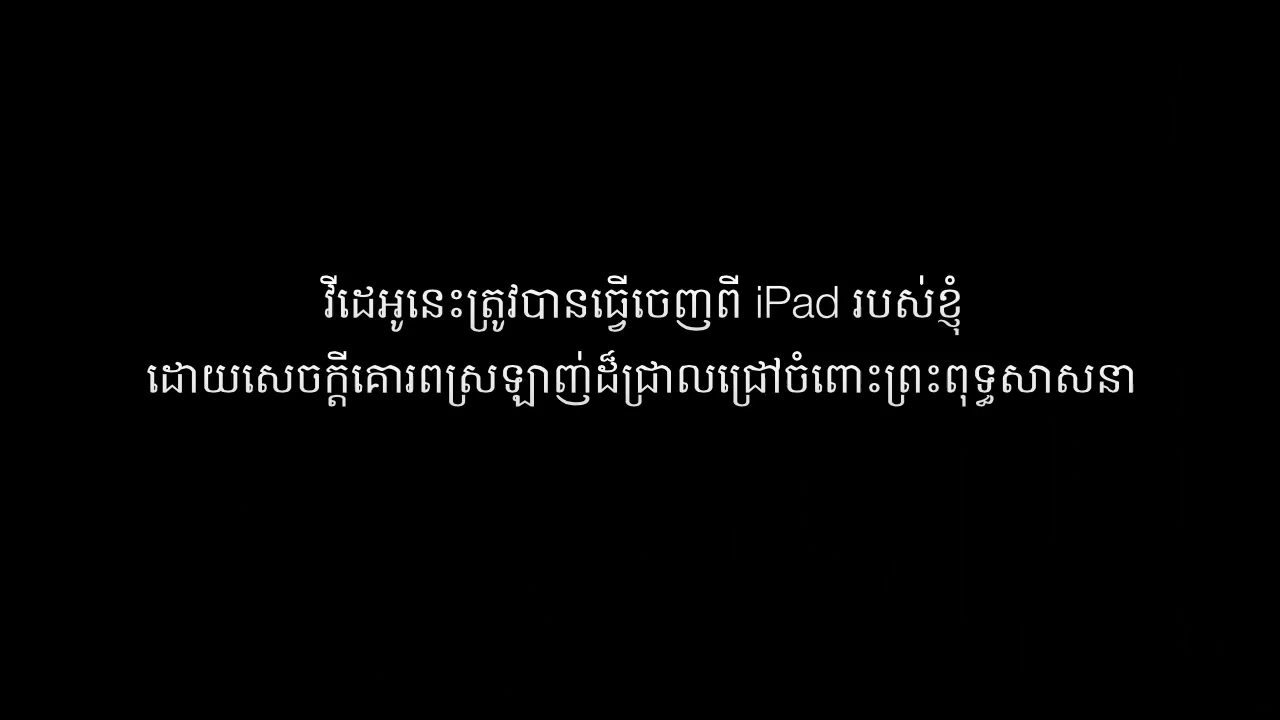 វីដេអូនេះត្រូវបានធ្វើចេញពី iPad របស់ខ្ញុំ
ដោយសេចក្តីគោរពស្រឡាញ់ដ៏ជ្រាលជ្រៅចំពោះព្រះពុទ្ធសាសនា